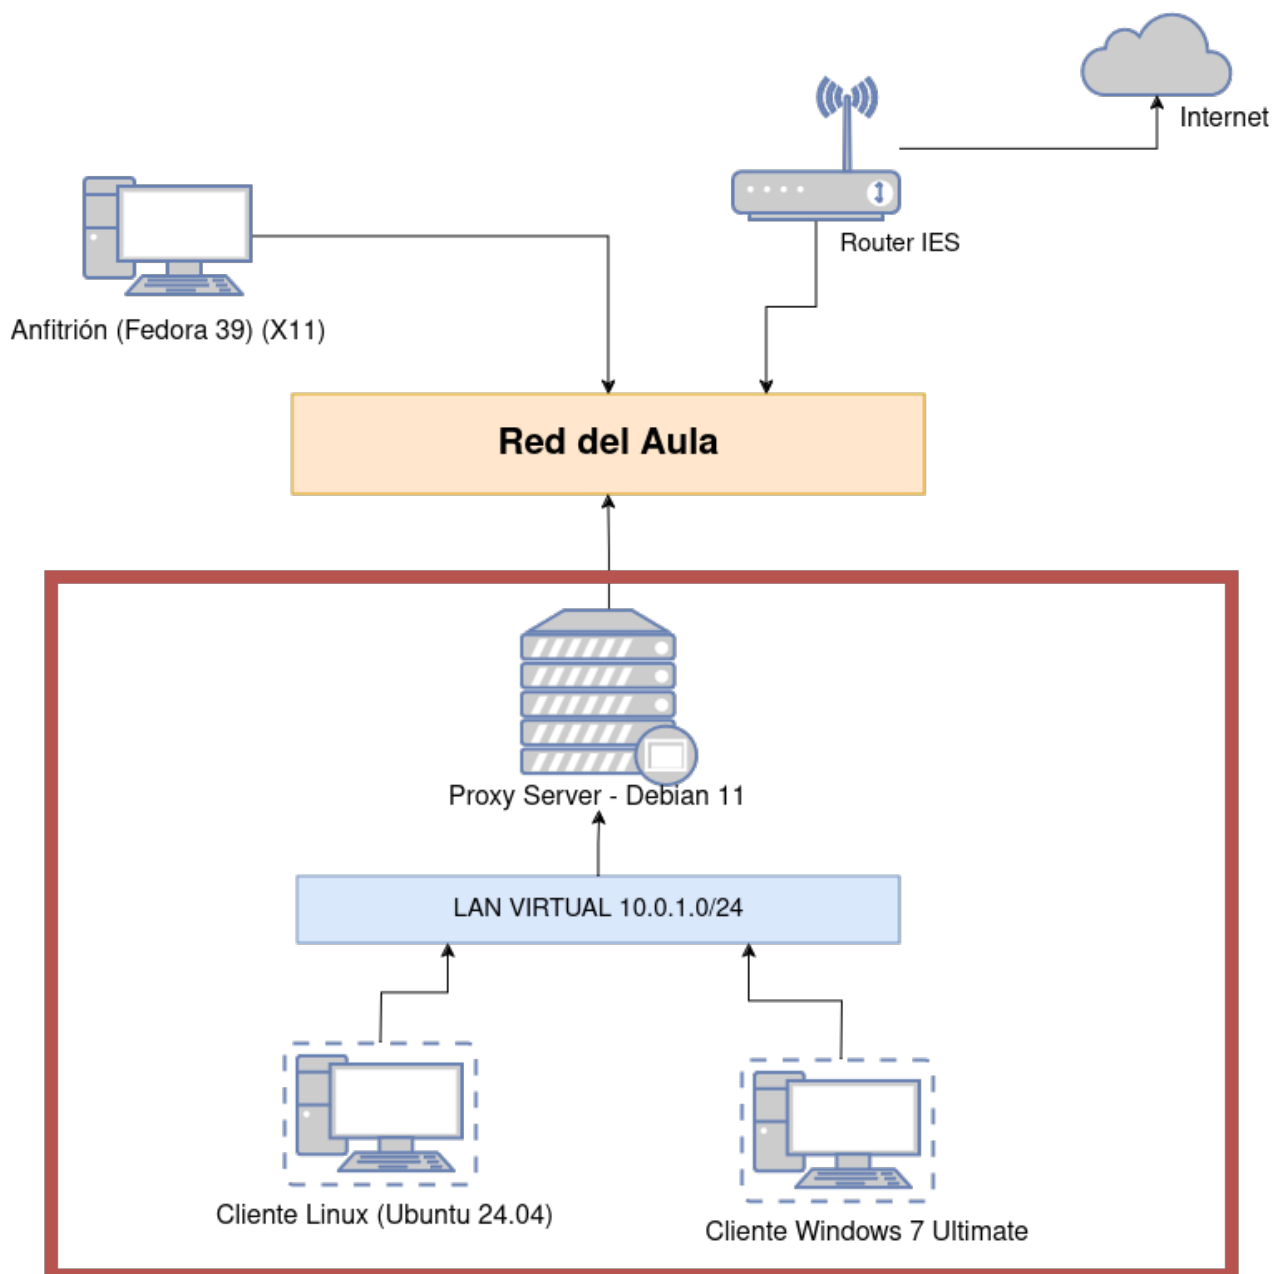 Internet
Router IES
Anfitrión (Fedora 39) (X11)
Red del Aula
Proxy Server - Debian 11
LAN VIRTUAL 10.0.1.0/24
Cliente Linux (Ubuntu 24.04)
Cliente Windows 7 Ultimate